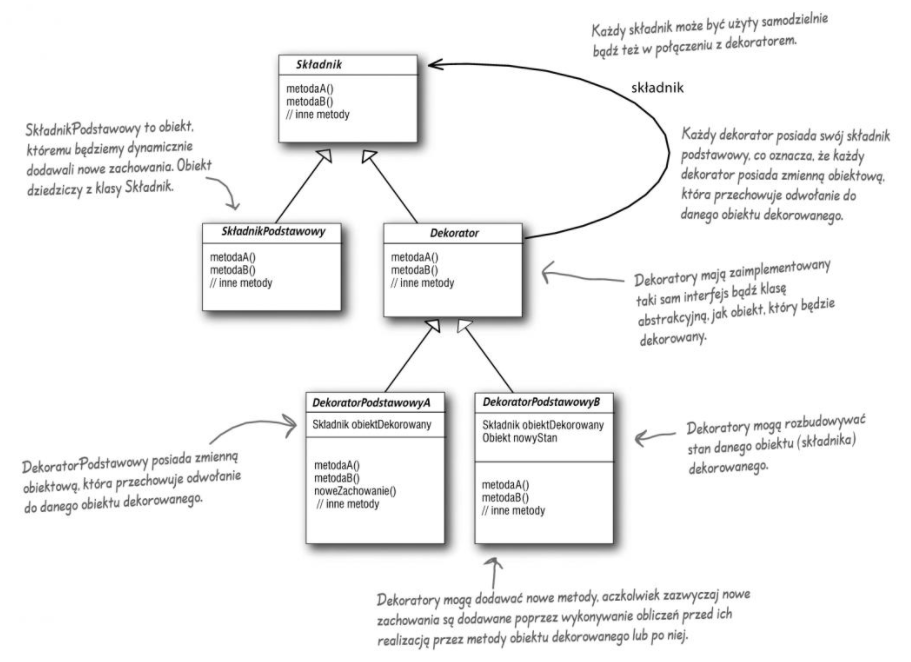 Każdy składnik może być użyty samodzielnie
bądź też w połączeniu z dekoratorem.
Składnik
metodaA()
metodaB()
// inne metody
składnik
SkładnikPodstawowy to obiekt,
któremu będziemy dynamicznie
dodawali nowe zachowania. Obiekt
dziedziczy z klasy Składnik.
Każdy dekorator posiada swój składnik
podstawowy, co oznacza, że każdy
dekorator posiada zmienną obiektową,
która przechowuje odwołanie do
danego obiektu dekorowanego.
SkładnikPodstawowy
metodaA()
metodaB()
// inne metody
Dekorator
metodaA()
metodaB()
// inne metody
Dekoratory mają zaimplementowany
taki sam interfejs bądź klasę
abstrakcyjną, jak obiekt, który będzie
dekorowany.
DekoratorPodstawowyA
Składnik obiektDekorowany
metodaA()
metodaB()
noweZachowanie()
// inne metody
DekoratorPodstawowyB
Składnik obiektDekorowany
Obiekt nowyStan
metodaA()
metodaB()
// inne metody
Dekoratory mogą rozbudowywać
stan danego obiektu (składnika)
dekorowanego.
DekoratorPodstawowy posiada zmienną
obiektową, która przechowuje odwołanie
do danego obiektu dekorowanego.
Dekoratory mogą dodawać nowe metody, aczkolwiek zazwyczaj nowe
zachowania są dodawane poprzez wykonywanie obliczeń przed ich
realizacją przez metody obiektu dekorowanego lub po niej.